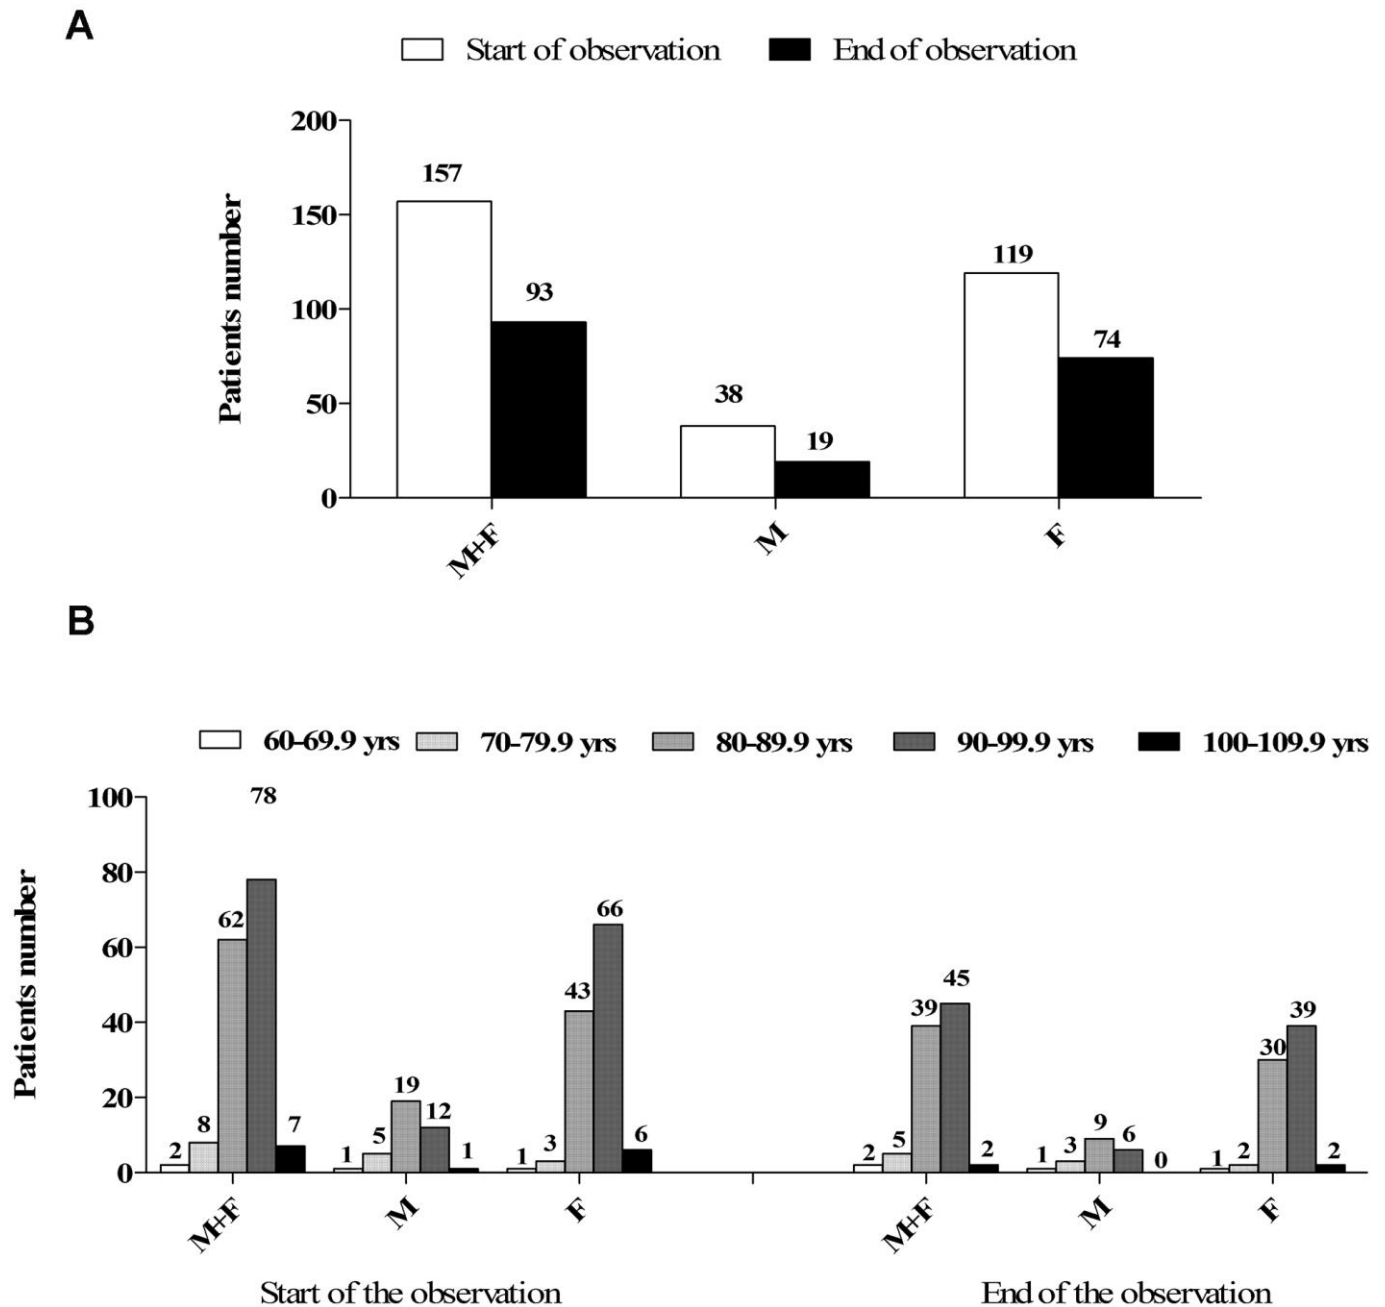 A
Start of observation End of observation
200
150
100
50
0
Patients number
157
93
38
19
119
74
M+F M F
B
60-69.9 yrs 70-79.9 yrs 80-89.9 yrs 90-99.9 yrs 100-109.9 yrs
100
80
60
40
20
0
Patients number
2 8 62 78 7
1 5 19 12 1
1 3 43 66 6
2 5 39 45 2
1 3 9 6 0
1 2 30 39 2
M+F M F M+F M F
Start of the observation End of the observation